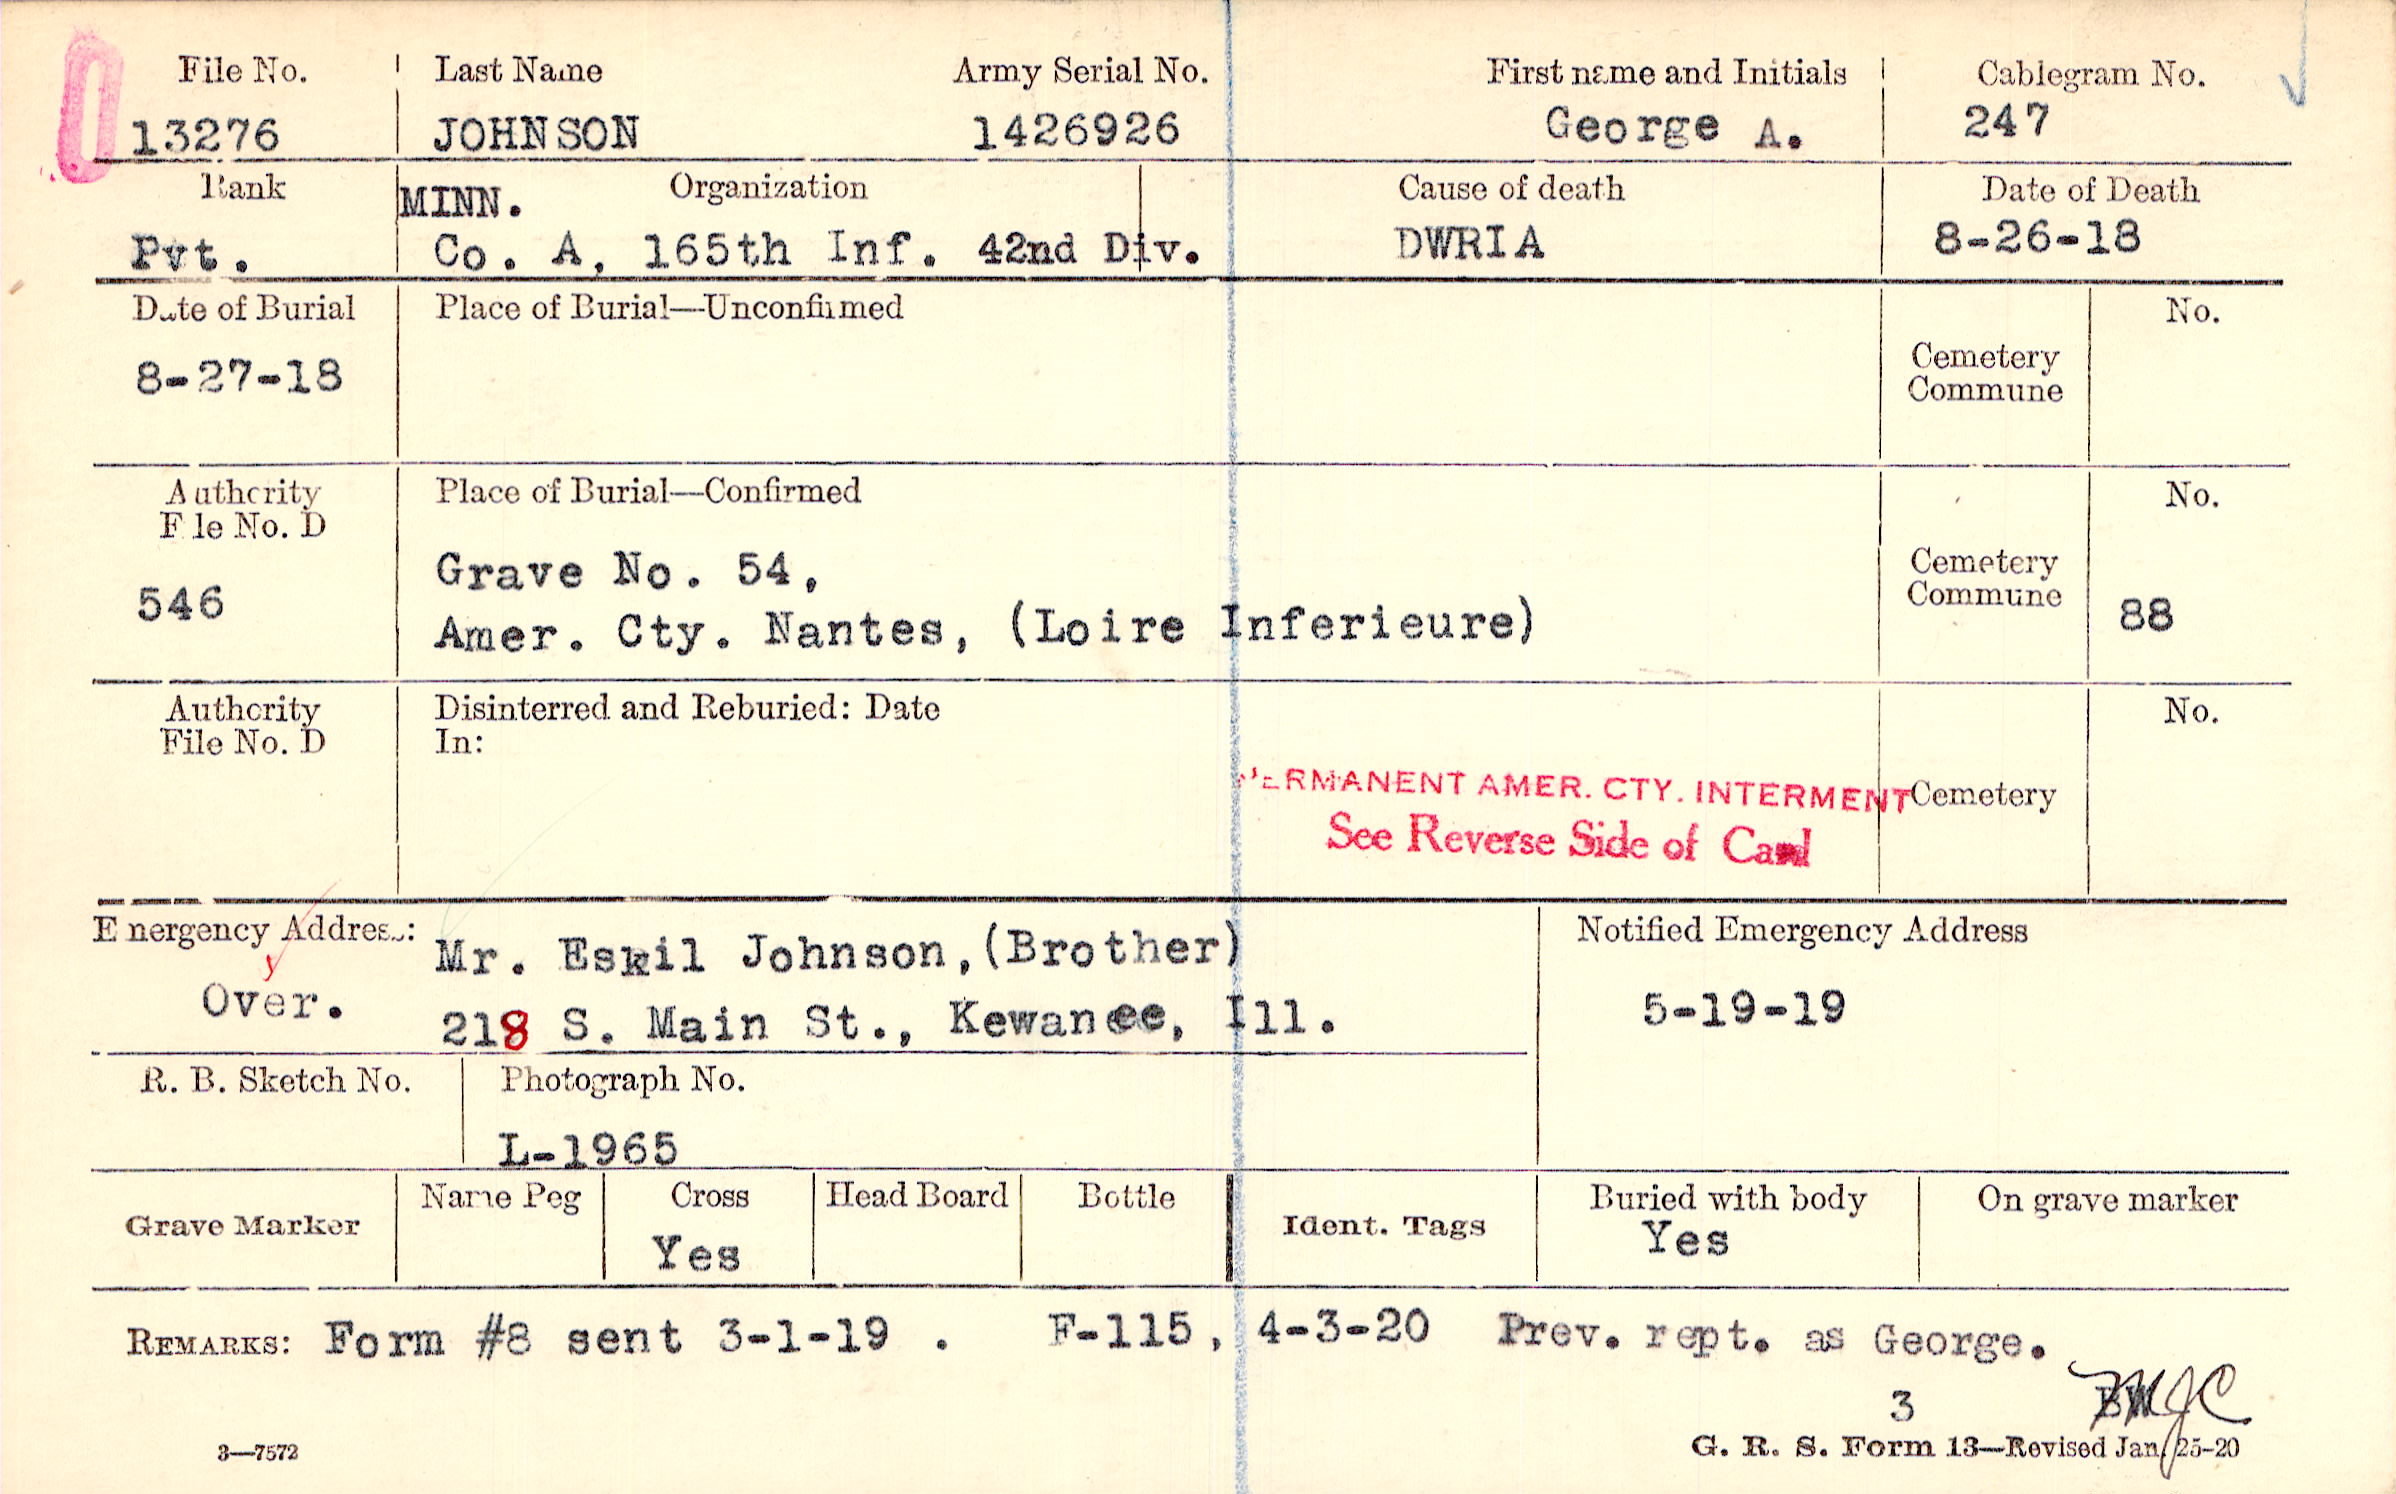 File No. Last Name Army Serial No. First name and Initials Cablegram No.
13276 JOHNSON 1426926 George A. 247
Rank MINN. Organization Cause of death Date of Death
Pvt. Co. A, 165th Inf. 42nd Div. DWRIA 8-26-18
Date of Burial Place of Burial—Unconfirmed No.
8-27-18 Cemetery
Commune
Authority Place of Burial—Confirmed No.
File No. D
546 Grave No. 54, Cemetery
Amer. Cty. Nantes, (Loire Inferieure) Commune 88
Authority Disinterred and Reburied: Date No.
File No. D In:
PERMANENT AMER. CTY. INTERMENT Cemetery
See Reverse Side of Card
Emergency Address: Mr. Eskil Johnson, (Brother) Notified Emergency Address
Over. 218 S. Main St., Kewanee, Ill. 5-19-19
R. B. Sketch No. Photograph No.
L-1965
Grave Marker Name Peg Cross Head Board Bottle Ident. Tags Buried with body On grave marker
Yes Yes
REMARKS: Form #8 sent 3-1-19 . F-115, 4-3-20 Prev. rept. as George.
3
3—7572 G. R. S. Form 13—Revised Jan. 25-20